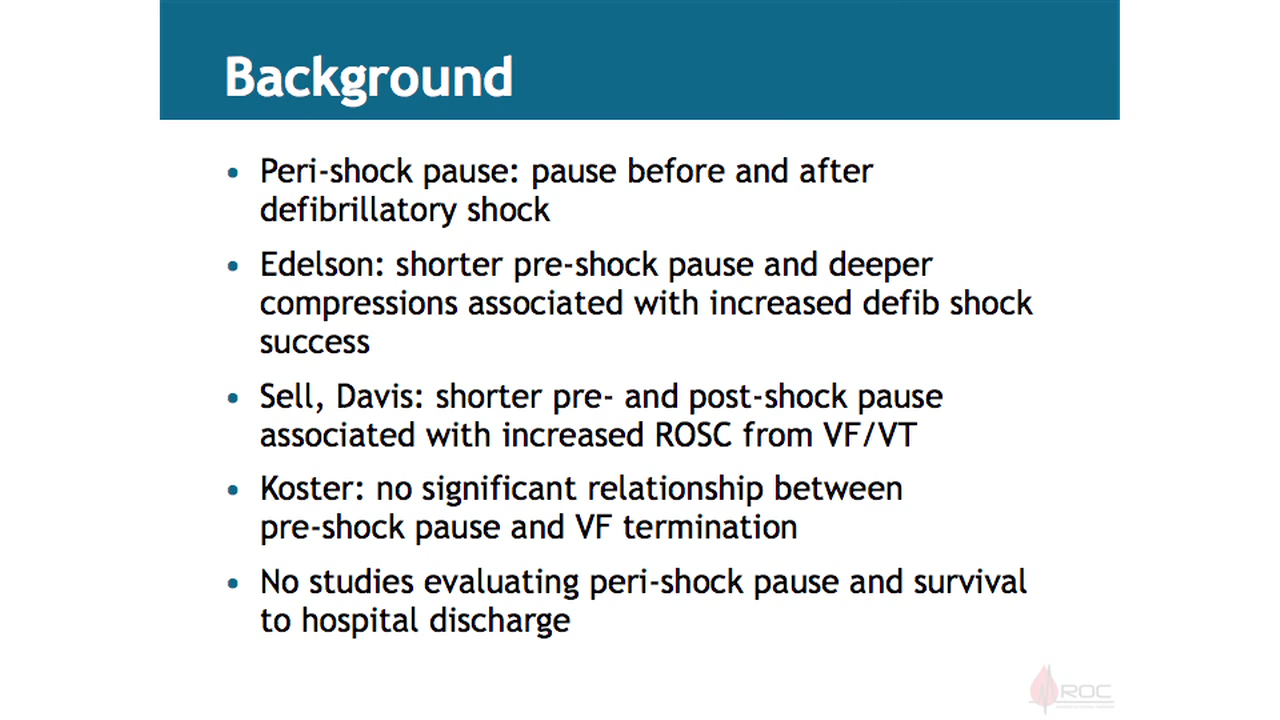 Background
• Peri-shock pause: pause before and after
defibrillatory shock
• Edelson: shorter pre-shock pause and deeper
compressions associated with increased defib shock
success
• Sell, Davis: shorter pre- and post-shock pause
associated with increased ROSC from VF/VT
• Koster: no significant relationship between
pre-shock pause and VF termination
• No studies evaluating peri-shock pause and survival
to hospital discharge
ROC